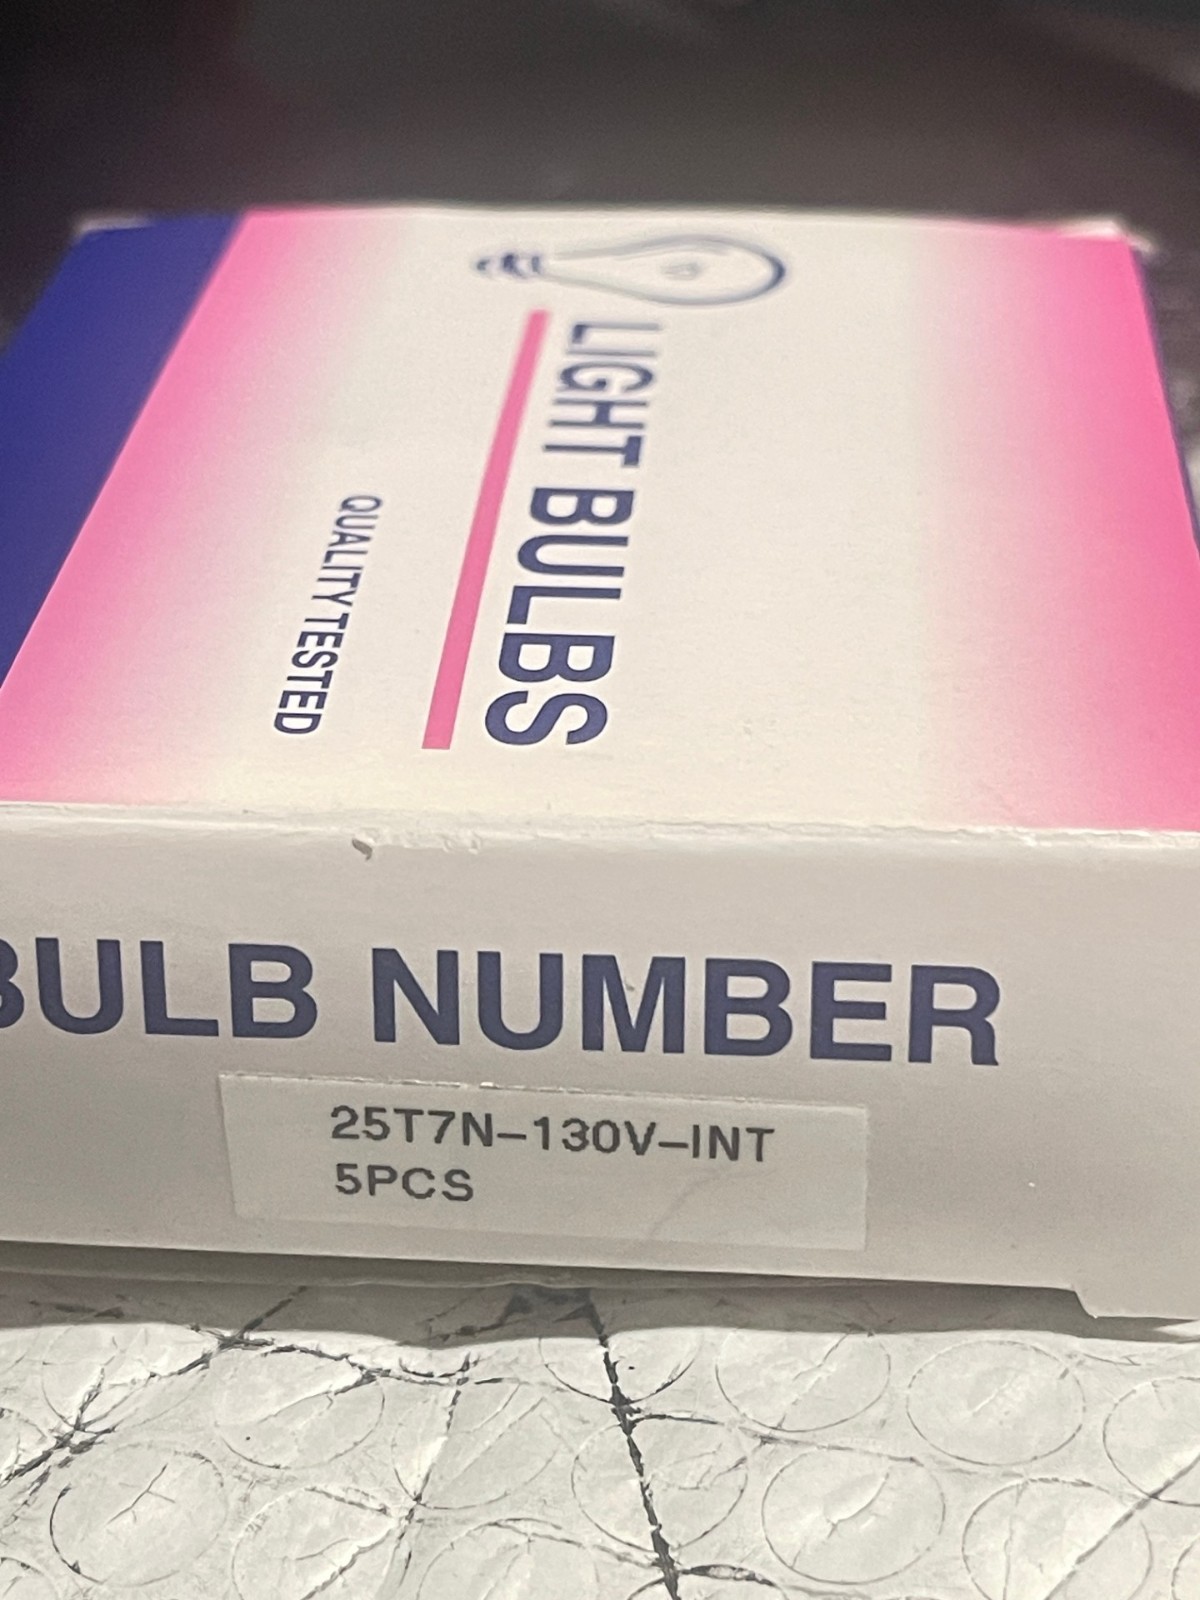 LIGHT BULBS
QUALITY TESTED
BULB NUMBER
25T7N-130V-INT
5PCS